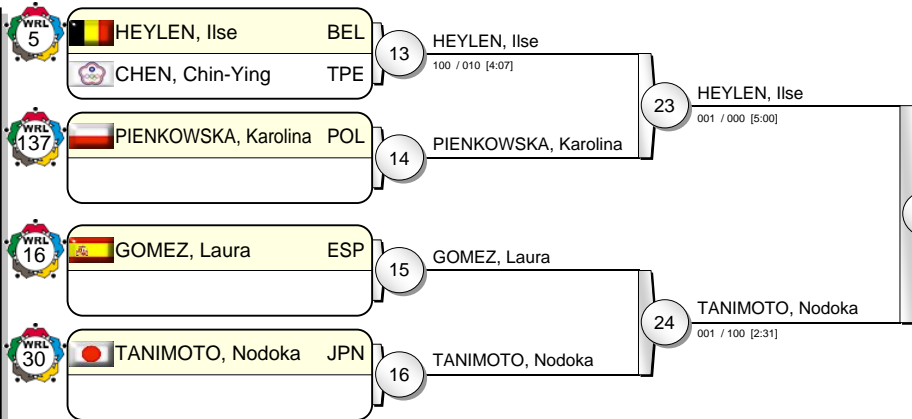 WRL
5
HEYLEN, Ilse BEL
CHEN, Chin-Ying TPE
13
HEYLEN, Ilse
100 / 010 [4:07]
23
HEYLEN, Ilse
001 / 000 [5:00]
WRL
137
PIENKOWSKA, Karolina POL
14
PIENKOWSKA, Karolina
WRL
16
GOMEZ, Laura ESP
15
GOMEZ, Laura
24
TANIMOTO, Nodoka
001 / 100 [2:31]
WRL
30
TANIMOTO, Nodoka JPN
16
TANIMOTO, Nodoka